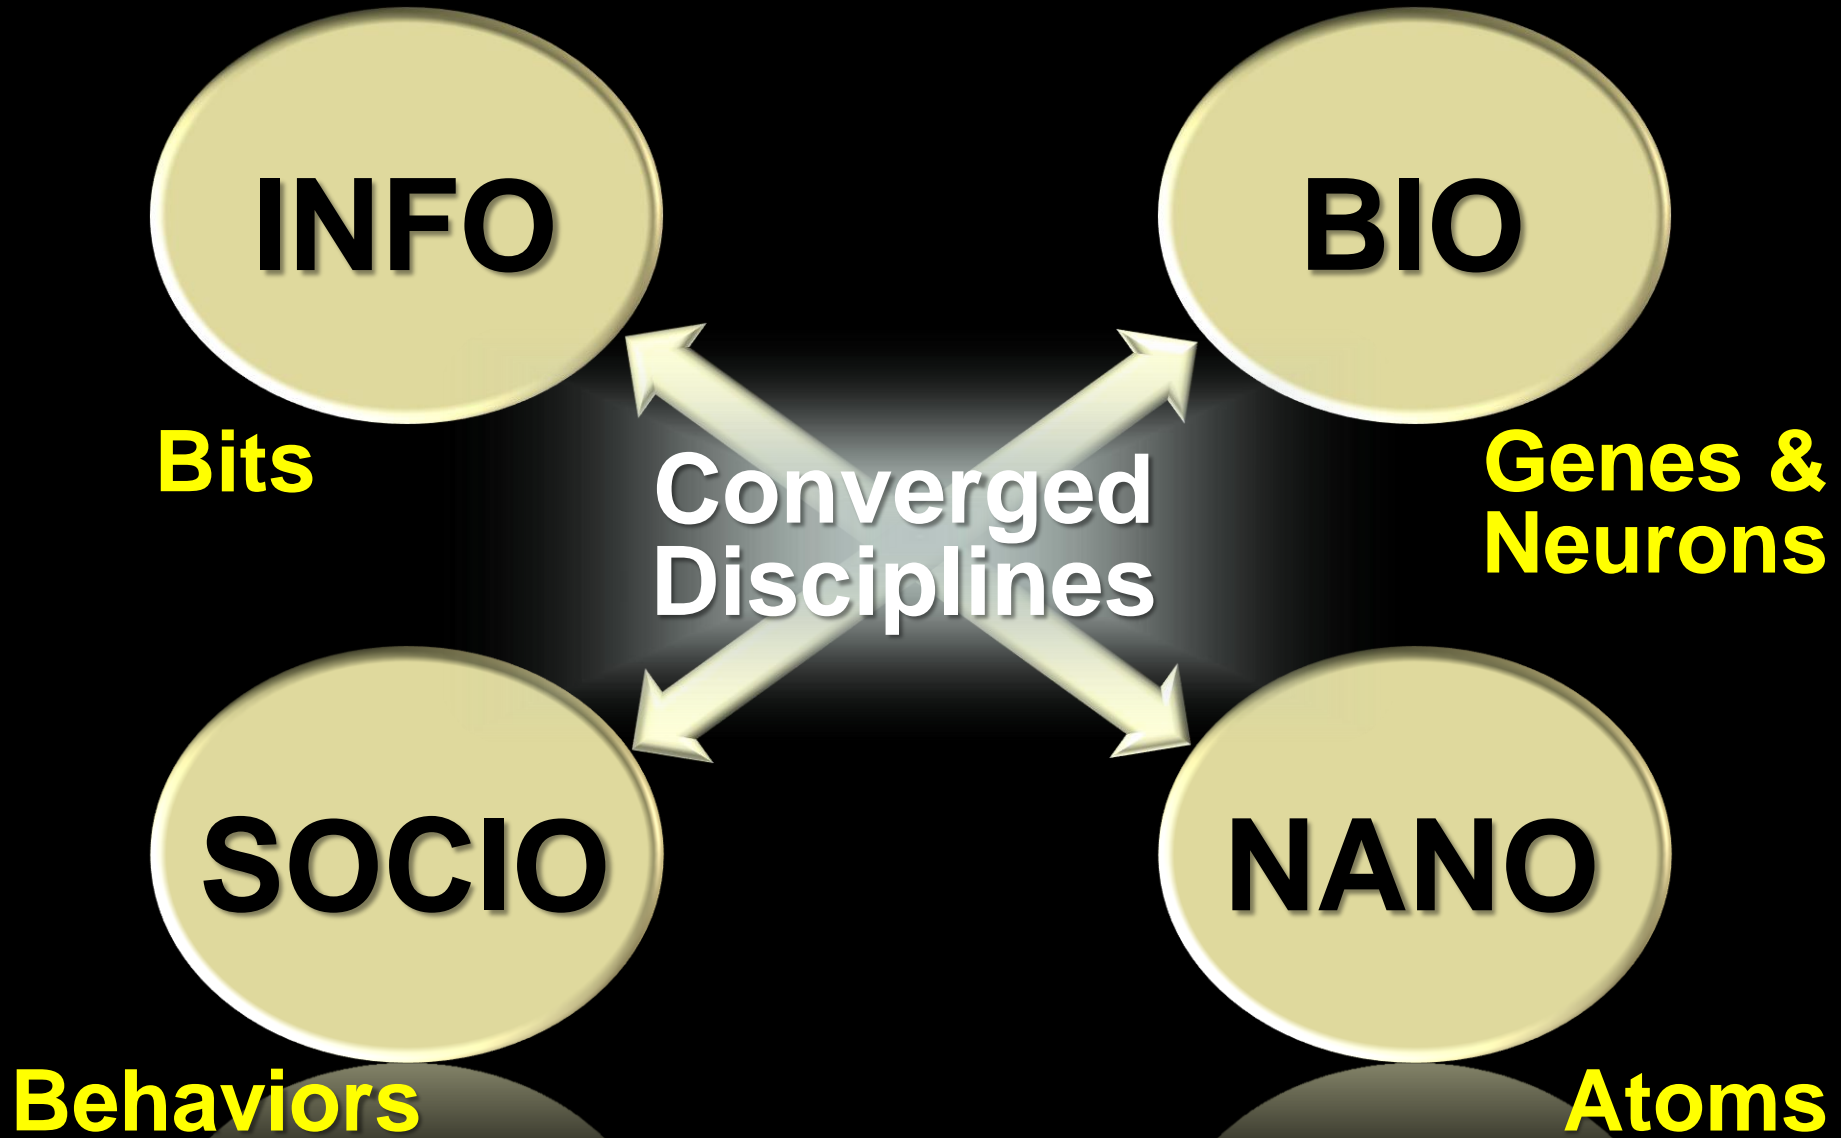 INFO
BIO
Bits
Genes &
Neurons
Converged
Disciplines
SOCIO
NANO
Behaviors
Atoms